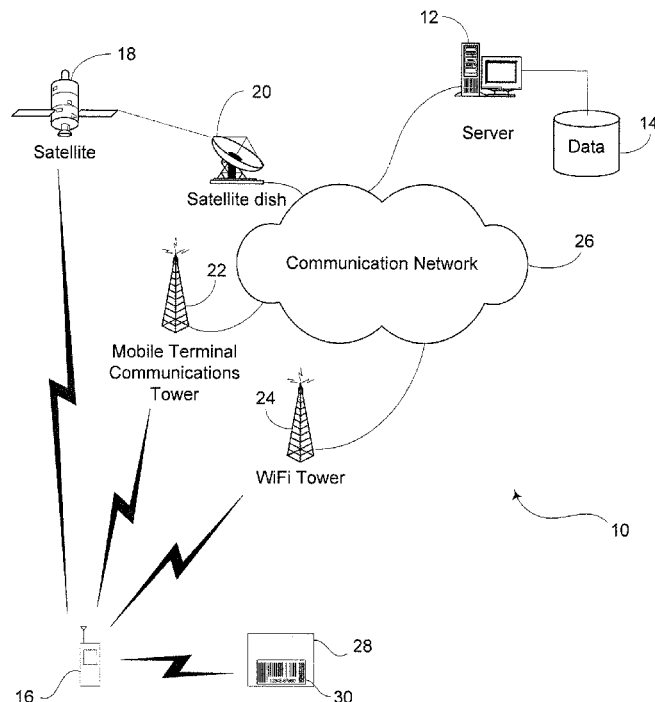 12
18
20
Server
Data
14
Satellite
Satellite dish
Communication Network
26
22
Mobile Terminal
Communications
Tower
24
WiFi Tower
10
28
16
30